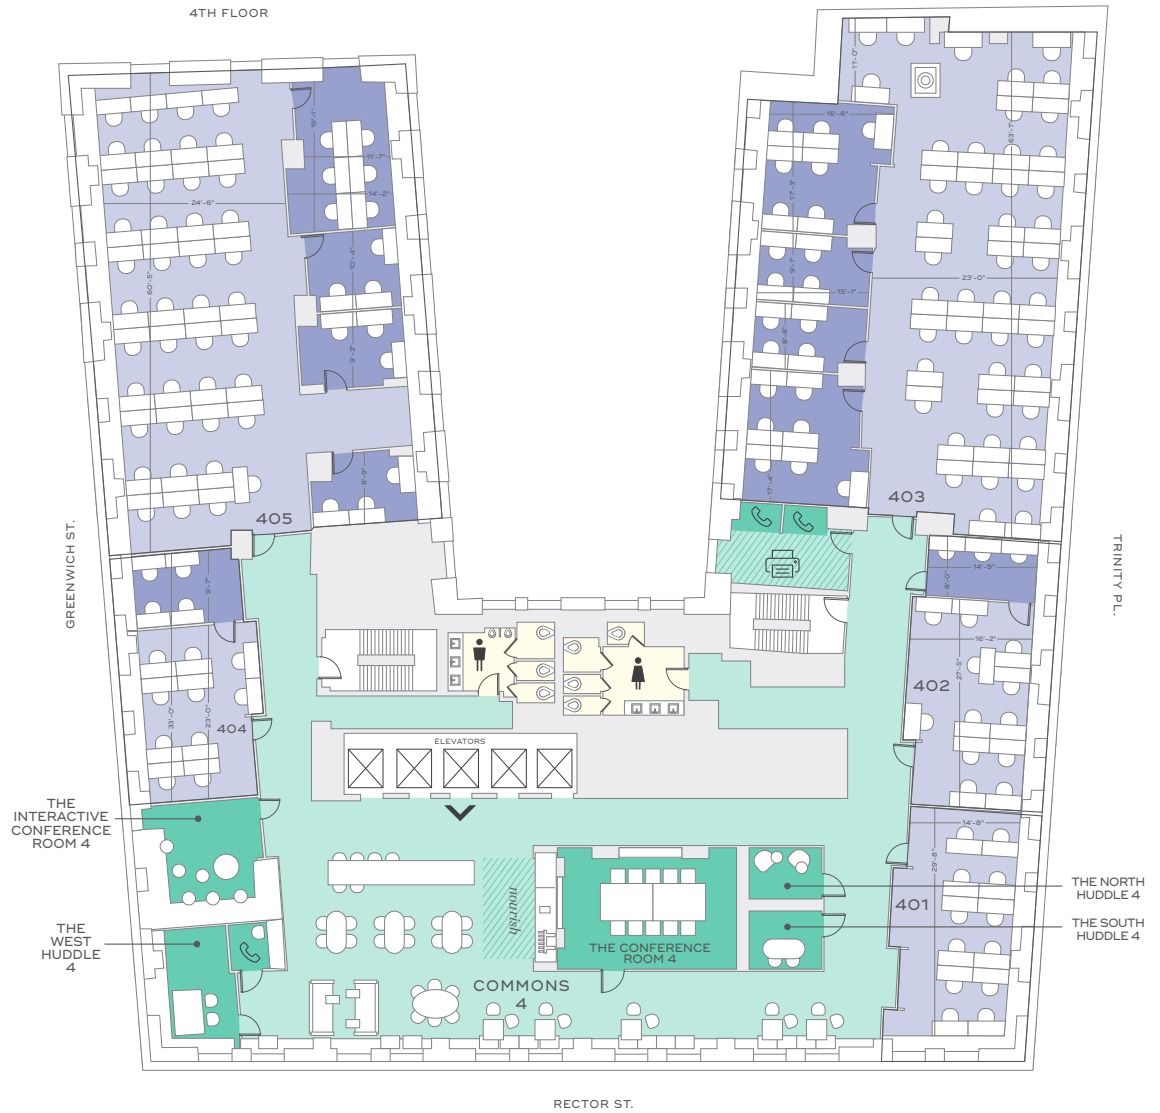 4TH FLOOR
11'-0"
19'-1"
16'-6"
63'-1"
11'-7"
14'-2"
17'-3"
24'-6"
10'-4"
9'-1"
60'-5"
23'-0"
15'-1"
9'-3"
8'-8"
8'-9"
17'-4"
403
405
GREENWICH ST.
TRINITY PL.
9'-7"
14'-9"
8'-0"
16'-2"
27'-5"
402
33'-0"
23'-0"
404
ELEVATORS
THE
INTERACTIVE
CONFERENCE
ROOM 4
14'-8"
29'-8"
nourish
THE NORTH
HUDDLE 4
401
THE SOUTH
HUDDLE 4
THE
WEST
HUDDLE
4
THE CONFERENCE
ROOM 4
COMMONS
4
RECTOR ST.